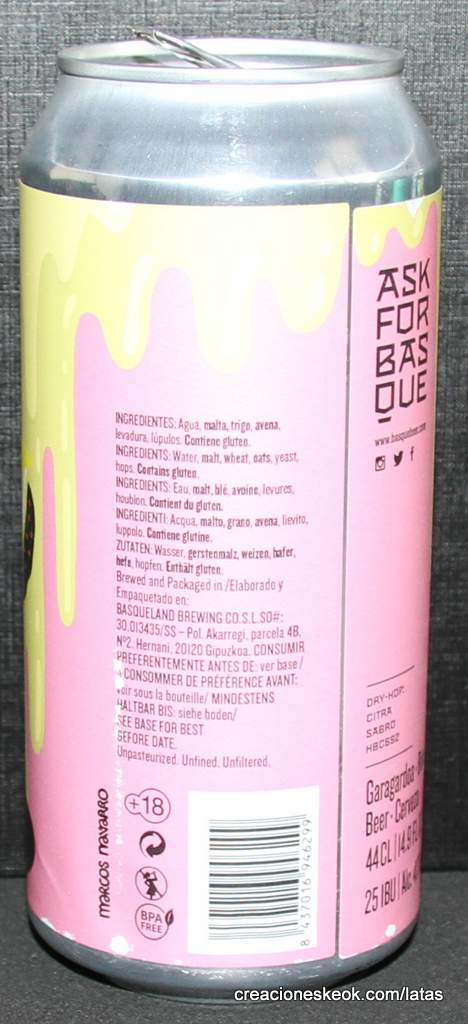 INGREDIENTES: Agua, malta, trigo, avena,
levadura, lúpulos. Contiene gluten.
INGREDIENTS: Water, malt, wheat, oats, yeast,
hops. Contains gluten.
INGREDIENTS: Eau, malt, blé, avoine, levures,
houblon. Contient du gluten.
INGREDIENTI: Acqua, malto, grano, avena, lievito,
luppolo. Contiene glutine.
ZUTATEN: Wasser, gerstenmalz, weizen, hafer,
hefe, hopfen. Enthält gluten.
Brewed and Packaged in /Elaborado y
Empaquetado en:
BASQUELAND BREWING CO.S.L.SO#:
30.013435/SS – Pol. Akarregi, parcela 4B,
Nº2. Hernani, 20120 Gipuzkoa. CONSUMIR
PREFERENTEMENTE ANTES DE: ver base /
À CONSOMMER DE PRÉFÉRENCE AVANT:
voir sous la bouteille/ MINDESTENS
HALTBAR BIS: siehe boden/
SEE BASE FOR BEST
BEFORE DATE.
Unpasteurized. Unfined. Unfiltered.
MARCOS NAVARRO
+18
BPA
FREE
8 437016 946299
ASK
FOR
BAS
QUE
www.basquebeer.com
DRY-HOP:
CITRA
SABRO
HBC692
Garagardoa
Beer · Cerveza
44CL | 14.9
25 IBU | Alc.
creacioneskeok.com/latas